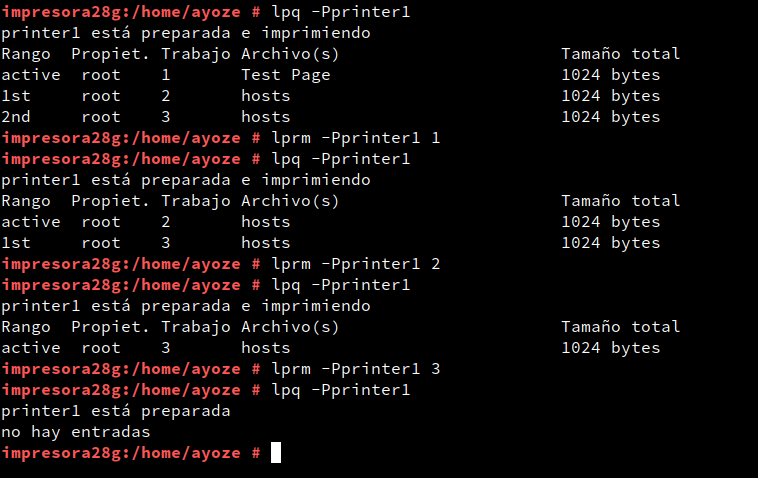 impresora28g:/home/ayoze # lpq -Pprinter1
printer1 está preparada e imprimiendo
Rango  Propiet. Trabajo Archivo(s)                      Tamaño total
active  root    1       Test Page                       1024 bytes
1st     root    2       hosts                           1024 bytes
2nd     root    3       hosts                           1024 bytes
impresora28g:/home/ayoze # lprm -Pprinter1 1
impresora28g:/home/ayoze # lpq -Pprinter1
printer1 está preparada e imprimiendo
Rango  Propiet. Trabajo Archivo(s)                      Tamaño total
active  root    2       hosts                           1024 bytes
1st     root    3       hosts                           1024 bytes
impresora28g:/home/ayoze # lprm -Pprinter1 2
impresora28g:/home/ayoze # lpq -Pprinter1
printer1 está preparada e imprimiendo
Rango  Propiet. Trabajo Archivo(s)                      Tamaño total
active  root    3       hosts                           1024 bytes
impresora28g:/home/ayoze # lprm -Pprinter1 3
impresora28g:/home/ayoze # lpq -Pprinter1
printer1 está preparada
no hay entradas
impresora28g:/home/ayoze #